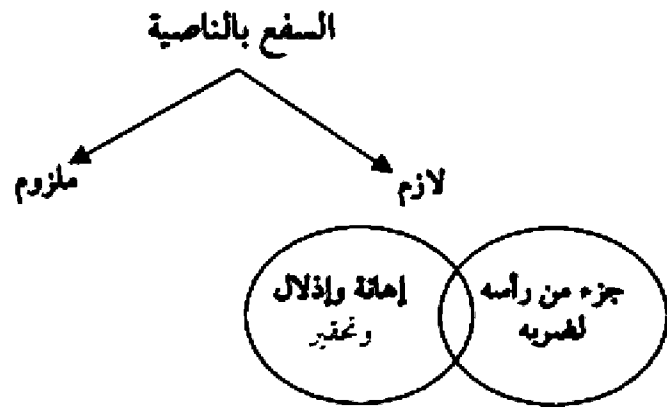 السفع بالناصية
لازم
ملزوم
جزء من رأسه
لضربه
إهانة وإذلال
وتحقير